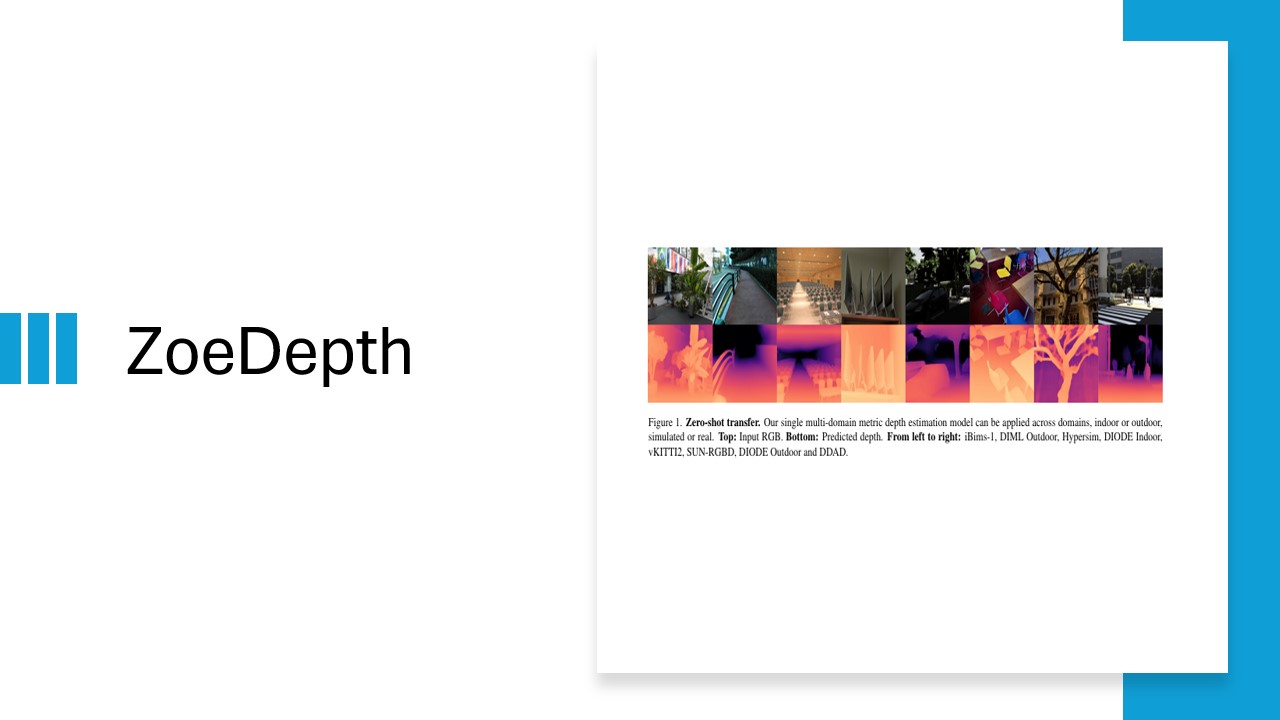 ZoeDepth
Figure 1. Zero-shot transfer. Our single multi-domain metric depth estimation model can be applied across domains, indoor or outdoor,
simulated or real. Top: Input RGB. Bottom: Predicted depth. From left to right: iBims-1, DIML Outdoor, Hypersim, DIODE Indoor,
vKITTI2, SUN-RGBD, DIODE Outdoor and DDAD.